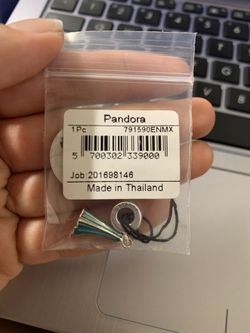 Pandora
1Pc 791590ENMX
5 700302 339000
Job:201698146
Made in Thailand